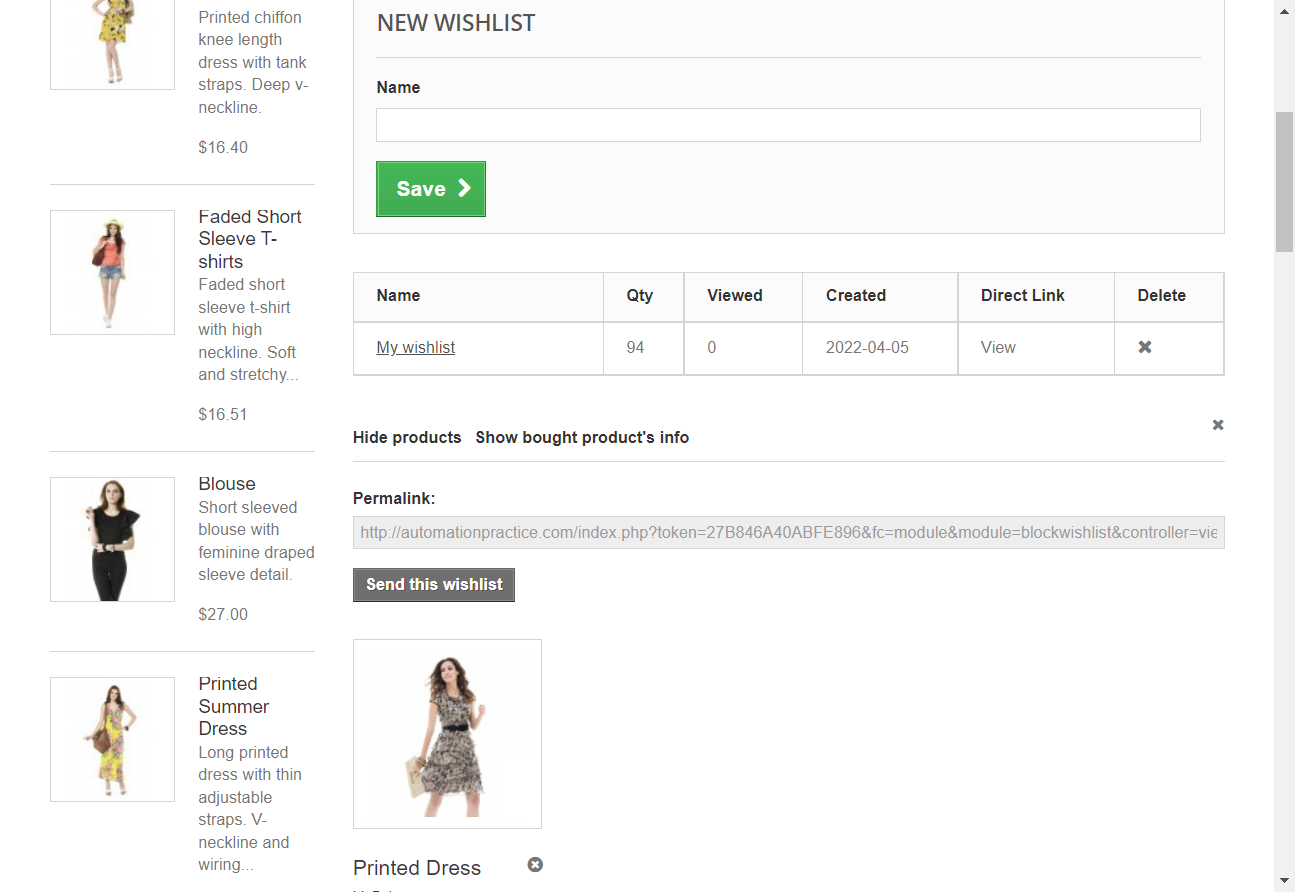 Printed chiffon
knee length
dress with tank
straps. Deep v-
neckline.
$16.40
Faded Short
Sleeve T-
shirts
Faded short
sleeve t-shirt
with high
neckline. Soft
and stretchy...
$16.51
Blouse
Short sleeved
blouse with
feminine draped
sleeve detail.
$27.00
Printed
Summer
Dress
Long printed
dress with thin
adjustable
straps. V-
neckline and
wiring...
NEW WISHLIST
Name
Save
Name Qty Viewed Created Direct Link Delete
My wishlist 94 0 2022-04-05 View
Hide products Show bought product's info
Permalink:
http://automationpractice.com/index.php?token=27B846A40ABFE896&fc=module&module=blockwishlist&controller=vie
Send this wishlist
Printed Dress